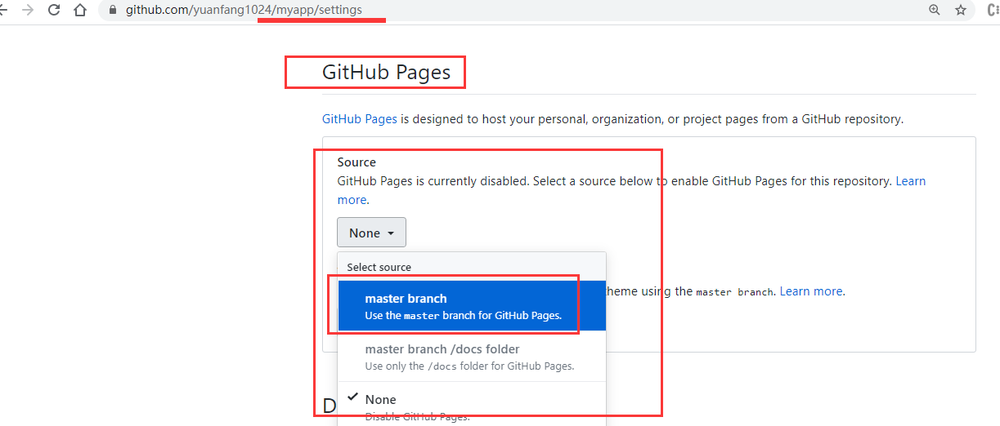 github.com/yuanfang1024/myapp/settings
GitHub Pages
GitHub Pages is designed to host your personal, organization, or project pages from a GitHub repository.
Source
GitHub Pages is currently disabled. Select a source below to enable GitHub Pages for this repository. Learn
more.
None
Select source
master branch
Use the master branch for GitHub Pages.
heme using the master branch. Learn more.
master branch /docs folder
Use only the /docs folder for GitHub Pages.
None
Disable GitHub Pages.
D